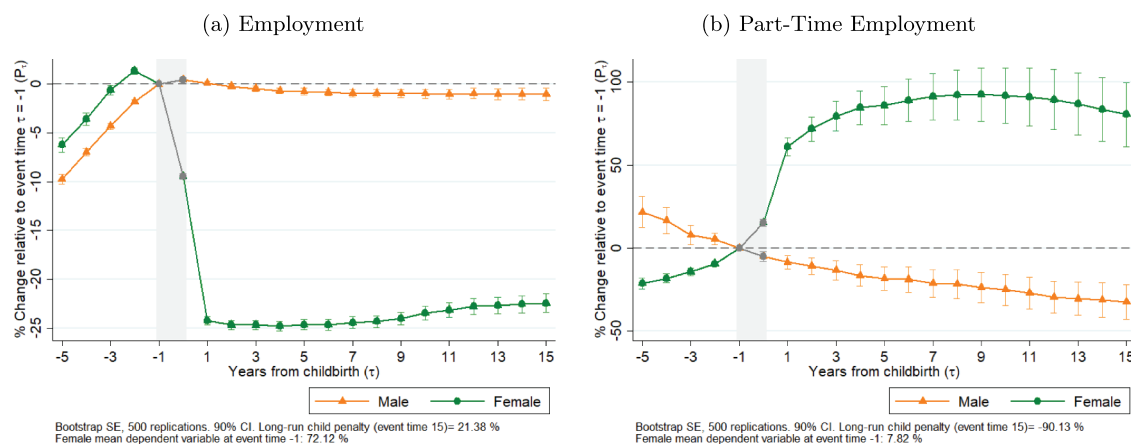 (a) Employment
% Change relative to event time τ = -1 (Pτ)
0
-5
-10
-15
-20
-25
-5 -3 -1 1 3 5 7 9 11 13 15
Years from childbirth (τ)
Male Female
Bootstrap SE, 500 replications. 90% CI. Long-run child penalty (event time 15)= 21.38 %
Female mean dependent variable at event time -1: 72.12 %
(b) Part-Time Employment
% Change relative to event time τ = -1 (Pτ)
100
50
0
-50
-5 -3 -1 1 3 5 7 9 11 13 15
Years from childbirth (τ)
Male Female
Bootstrap SE, 500 replications. 90% CI. Long-run child penalty (event time 15)= -90.13 %
Female mean dependent variable at event time -1: 7.82 %